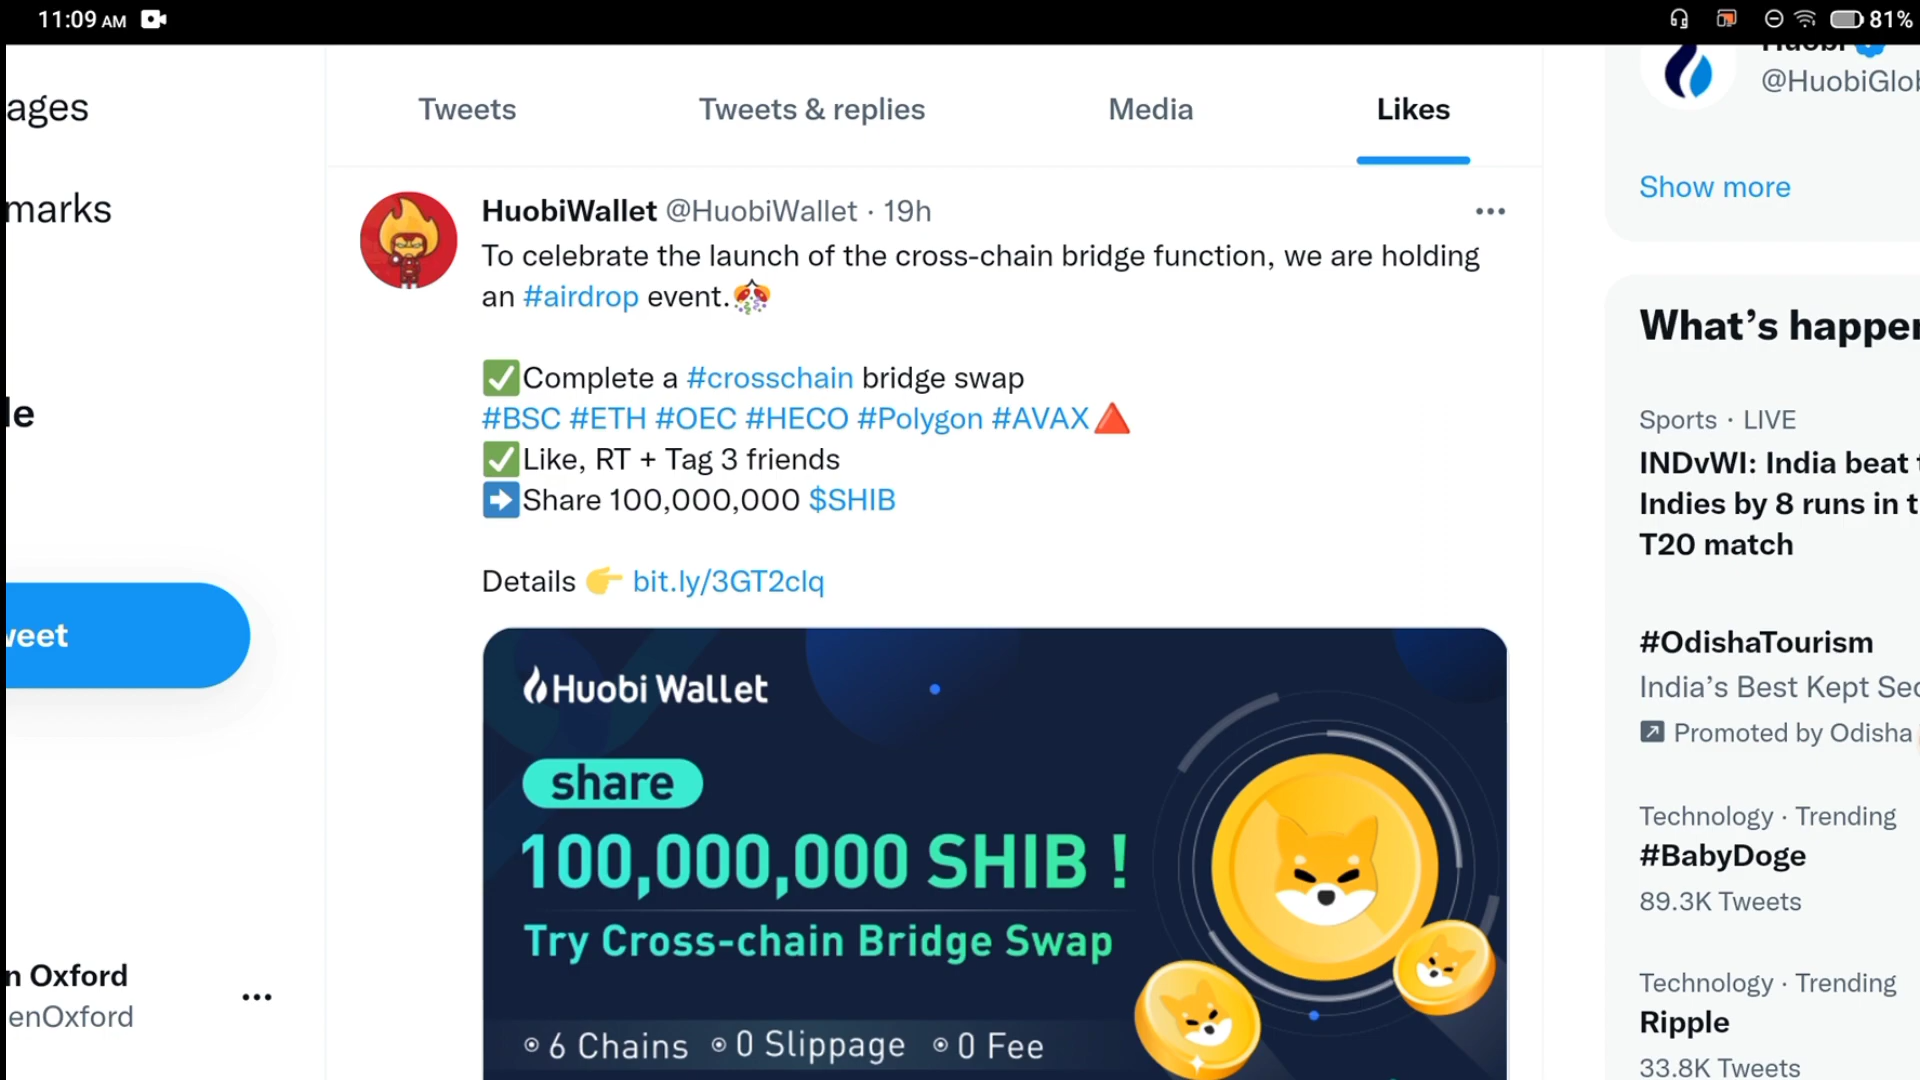 11:09 AM
81%
ages
marks
le
weet
n Oxford
enOxford
Tweets
Tweets & replies
Media
Likes
HuobiWallet @HuobiWallet · 19h
To celebrate the launch of the cross-chain bridge function, we are holding
an #airdrop event.
✅Complete a #crosschain bridge swap
#BSC #ETH #OEC #HECO #Polygon #AVAX🔺
✅Like, RT + Tag 3 friends
➡️Share 100,000,000 $SHIB
Details 👉 bit.ly/3GT2clq
Huobi Wallet
share
100,000,000 SHIB !
Try Cross-chain Bridge Swap
6 Chains 0 Slippage 0 Fee
Huobi
@HuobiGlob
Show more
What's happen
Sports · LIVE
INDvWI: India beat
Indies by 8 runs in t
T20 match
#OdishaTourism
India's Best Kept Sec
Promoted by Odisha
Technology · Trending
#BabyDoge
89.3K Tweets
Technology · Trending
Ripple
33.8K Tweets